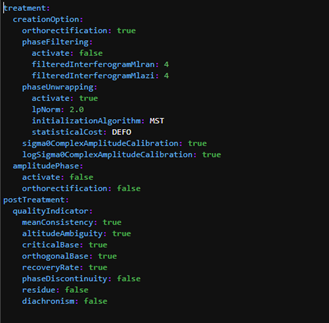 treatment:
  creationOption:
    orthorectification: true
    phaseFiltering:
      activate: false
      filteredInterferogramMlran: 4
      filteredInterferogramMlazi: 4
    phaseUnwrapping:
      activate: true
      lpNorm: 2.0
      initializationAlgorithm: MST
      statisticalCost: DEFO
    sigma0ComplexAmplitudeCalibration: true
    logSigma0ComplexAmplitudeCalibration: true
  amplitudePhase:
    activate: false
    orthorectification: false
postTreatment:
  qualityIndicator:
    meanConsistency: true
    altitudeAmbiguity: true
    criticalBase: true
    orthogonalBase: true
    recoveryRate: true
    phaseDiscontinuity: false
    residue: false
    diachronism: false